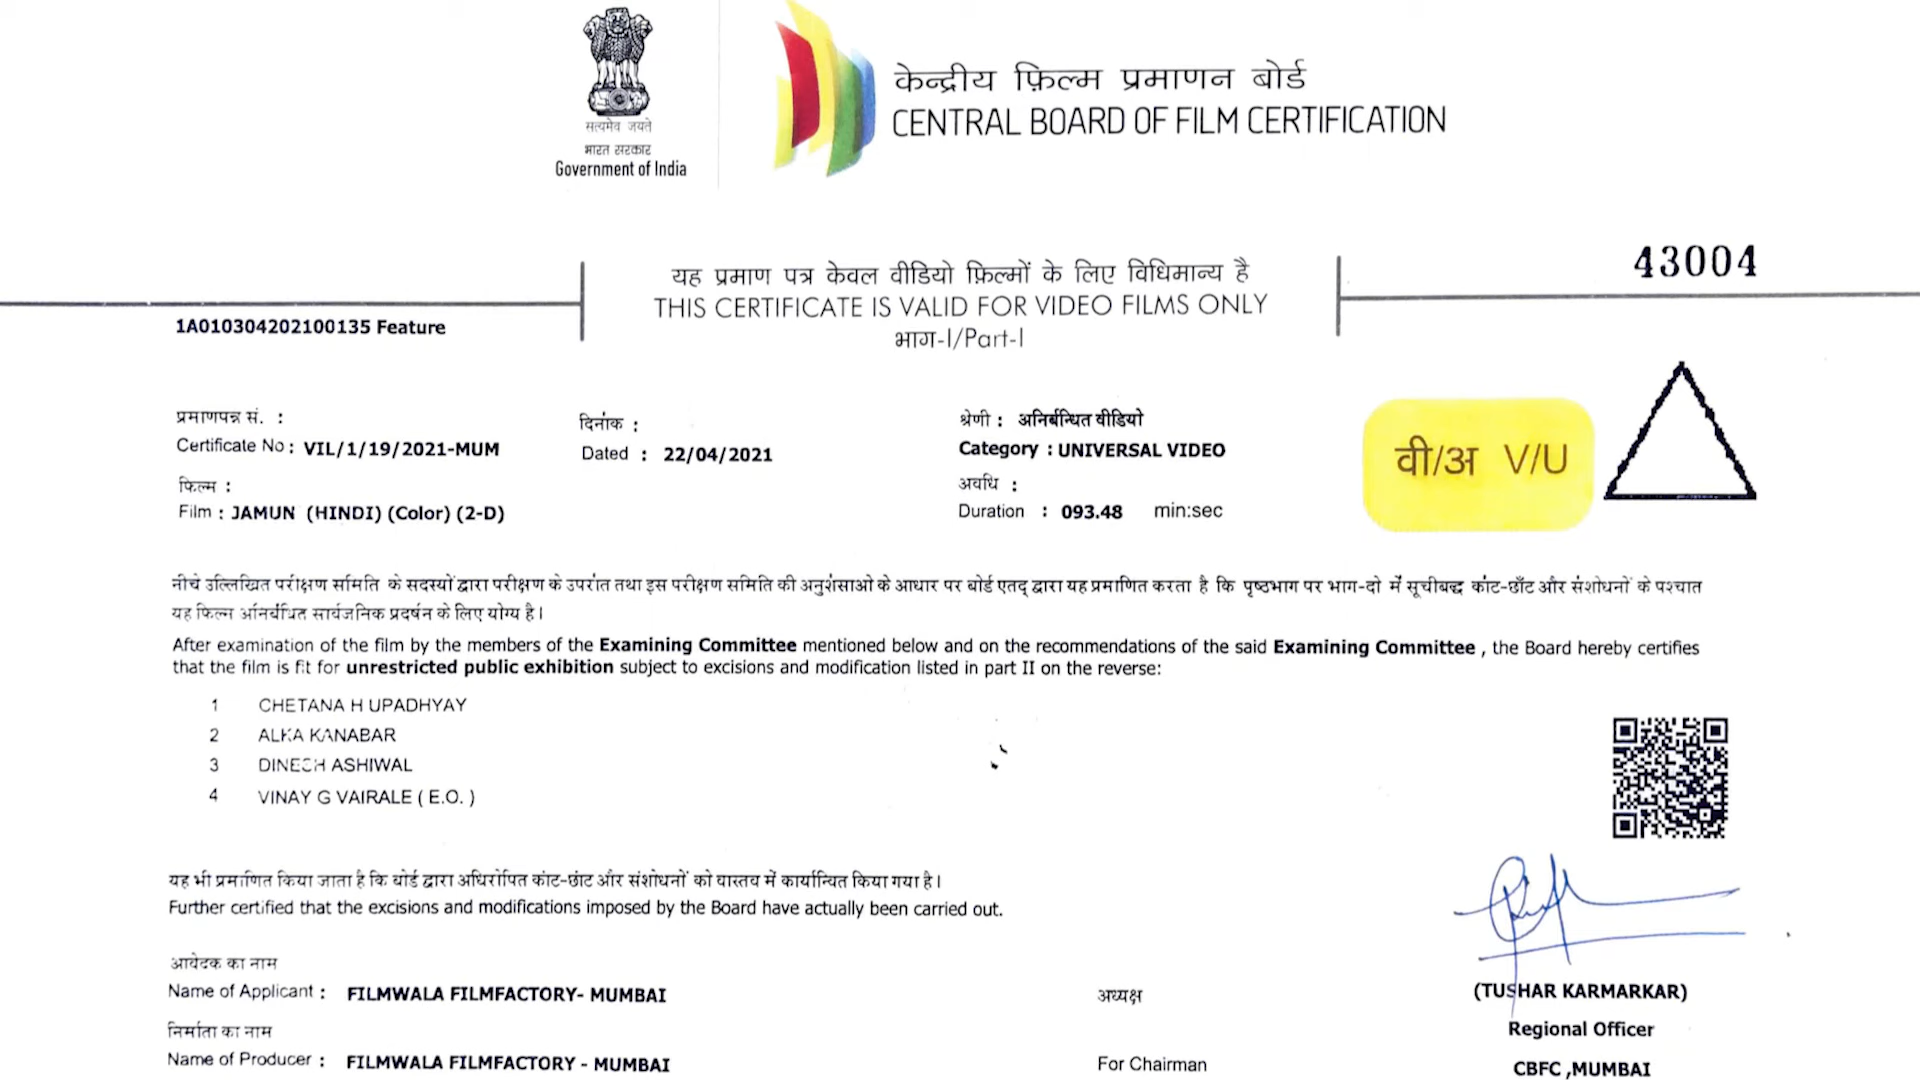 सत्यमेव जयते
भारत सरकार
Government of India
केन्द्रीय फ़िल्म प्रमाणन बोर्ड
CENTRAL BOARD OF FILM CERTIFICATION
43004
यह प्रमाण पत्र केवल वीडियो फ़िल्मों के लिए विधिमान्य है
THIS CERTIFICATE IS VALID FOR VIDEO FILMS ONLY
भाग-I/Part-I
1A010304202100135 Feature
प्रमाणपत्र सं. :
Certificate No : VIL/1/19/2021-MUM
दिनांक :
Dated : 22/04/2021
श्रेणी : अनिर्बन्धित वीडियो
Category : UNIVERSAL VIDEO
वी/अ V/U
फिल्म :
Film : JAMUN (HINDI) (Color) (2-D)
अवधि :
Duration : 093.48 min:sec
नीचे उल्लिखित परीक्षण समिति के सदस्यों द्वारा परीक्षण के उपरांत तथा इस परीक्षण समिति की अनुशंसाओ के आधार पर बोर्ड एतद् द्वारा यह प्रमाणित करता है कि पृष्ठभाग पर भाग-दो में सूचीबद्ध कांट-छाँट और संशोधनों के पश्चात
यह फिल्म अनिर्बंधित सार्वजनिक प्रदर्षन के लिए योग्य है।
After examination of the film by the members of the Examining Committee mentioned below and on the recommendations of the said Examining Committee , the Board hereby certifies
that the film is fit for unrestricted public exhibition subject to excisions and modification listed in part II on the reverse:
1 CHETANA H UPADHYAY
2 ALKA KANABAR
3 DINESH ASHIWAL
4 VINAY G VAIRALE ( E.O. )
यह भी प्रमाणित किया जाता है कि बोर्ड द्वारा अधिरोपित कांट-छांट और संशोधनों को वास्तव में कार्यान्वित किया गया है।
Further certified that the excisions and modifications imposed by the Board have actually been carried out.
आवेदक का नाम
Name of Applicant : FILMWALA FILMFACTORY- MUMBAI
अध्यक्ष
(TUSHAR KARMARKAR)
निर्माता का नाम
Regional Officer
Name of Producer : FILMWALA FILMFACTORY - MUMBAI
For Chairman
CBFC ,MUMBAI